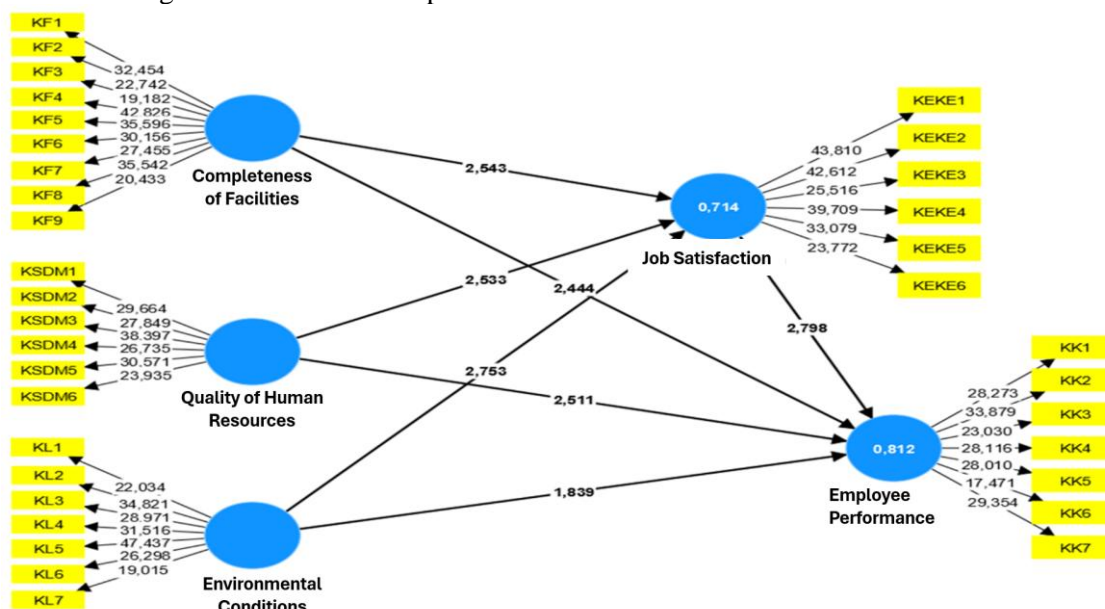 KF1
KF2
KF3
KF4
KF5
KF6
KF7
KF8
KF9
32,454
22,742
19,182
42,826
35,596
30,156
27,455
35,542
20,433
Completeness
of Facilities
KSDM1
KSDM2
KSDM3
KSDM4
KSDM5
KSDM6
29,664
27,849
38,397
26,735
30,571
23,935
Quality of Human
Resources
KL1
KL2
KL3
KL4
KL5
KL6
KL7
22,034
34,821
28,971
31,516
47,437
26,298
19,015
Environmental
Conditions
2,543
2,533
2,444
2,753
2,511
1,839
2,798
0,714
Job Satisfaction
43,810
42,612
25,516
39,709
33,079
23,772
KEKE1
KEKE2
KEKE3
KEKE4
KEKE5
KEKE6
0,812
Employee
Performance
28,273
33,879
23,030
28,116
28,010
17,471
29,354
KK1
KK2
KK3
KK4
KK5
KK6
KK7